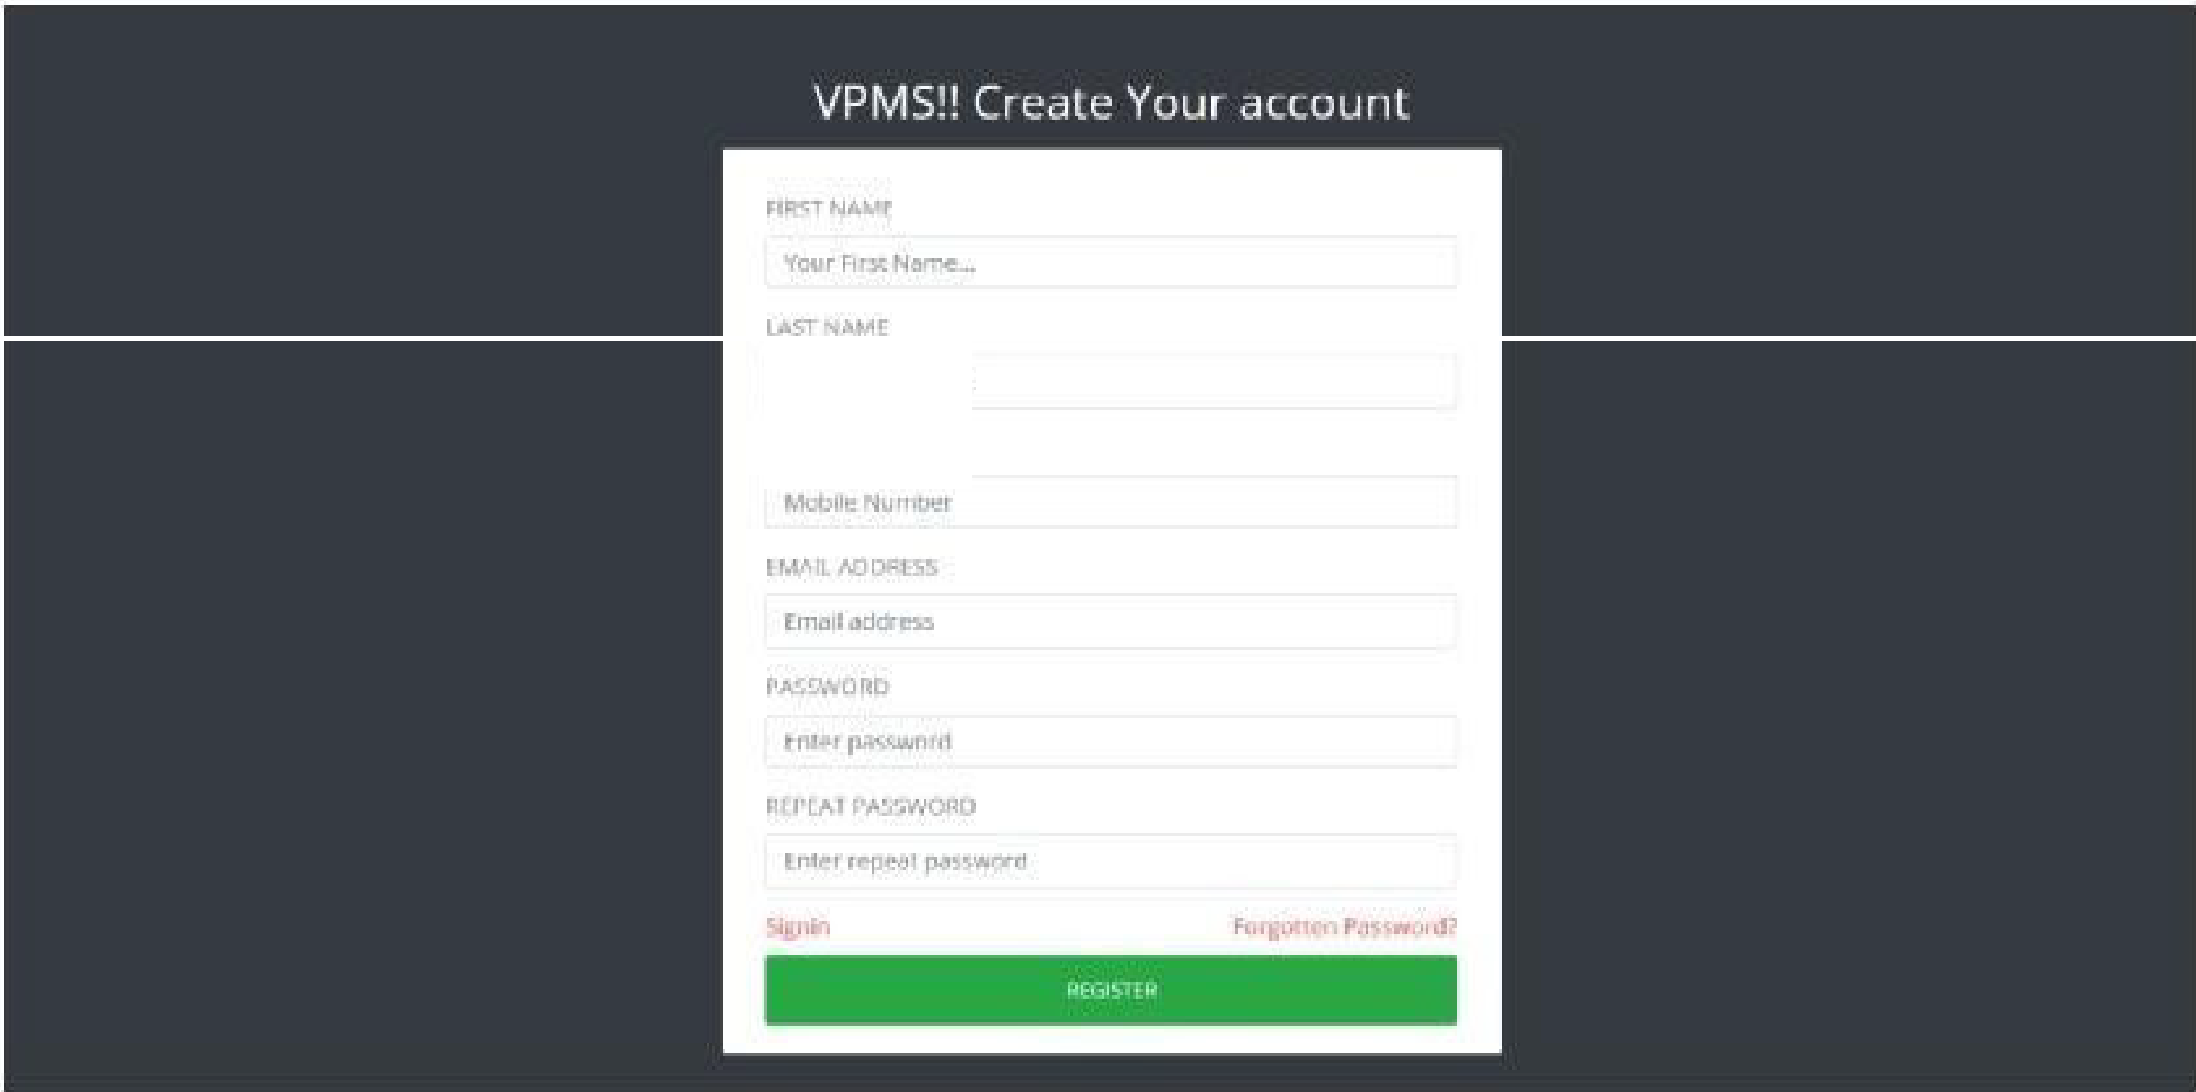 VPMS!! Create Your account
FIRST NAME
Your First Name...
LAST NAME
Mobile Number
EMAIL ADDRESS
Email address
PASSWORD
Enter password
REPEAT PASSWORD
Enter repeat password
Signin Forgotten Password?
REGISTER